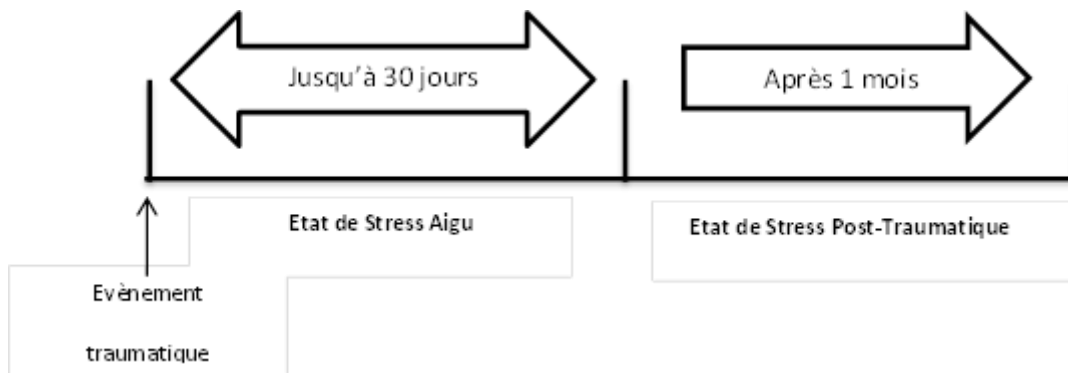 Jusqu'à 30 jours
Après 1 mois
Etat de Stress Aigu
Etat de Stress Post-Traumatique
Evènement
traumatique